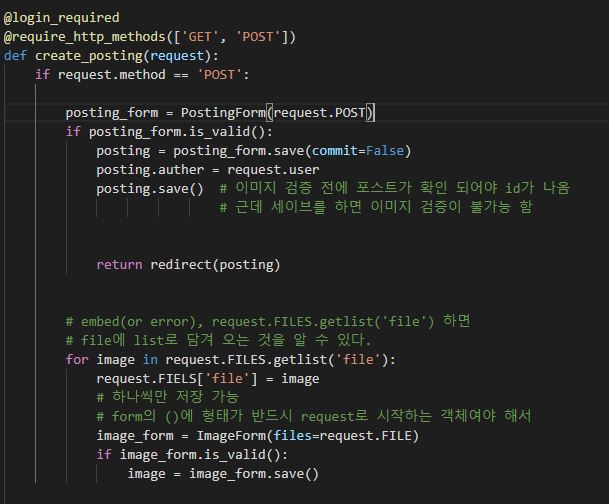 @login_required
@require_http_methods(['GET', 'POST'])
def create_posting(request):
if request.method == 'POST':
posting_form = PostingForm(request.POST)
if posting_form.is_valid():
posting = posting_form.save(commit=False)
posting.auther = request.user
posting.save() # 이미지 검증 전에 포스트가 확인 되어야 id가 나옴
# 근데 세이브를 하면 이미지 검증이 불가능 함
return redirect(posting)
# embed(or error), request.FILES.getlist('file') 하면
# file에 list로 담겨 오는 것을 알 수 있다.
for image in request.FILES.getlist('file'):
request.FIELS['file'] = image
# 하나씩만 저장 가능
# form의 ()에 형태가 반드시 request로 시작하는 객체여야 해서
image_form = ImageForm(files=request.FILE)
if image_form.is_valid():
image = image_form.save()